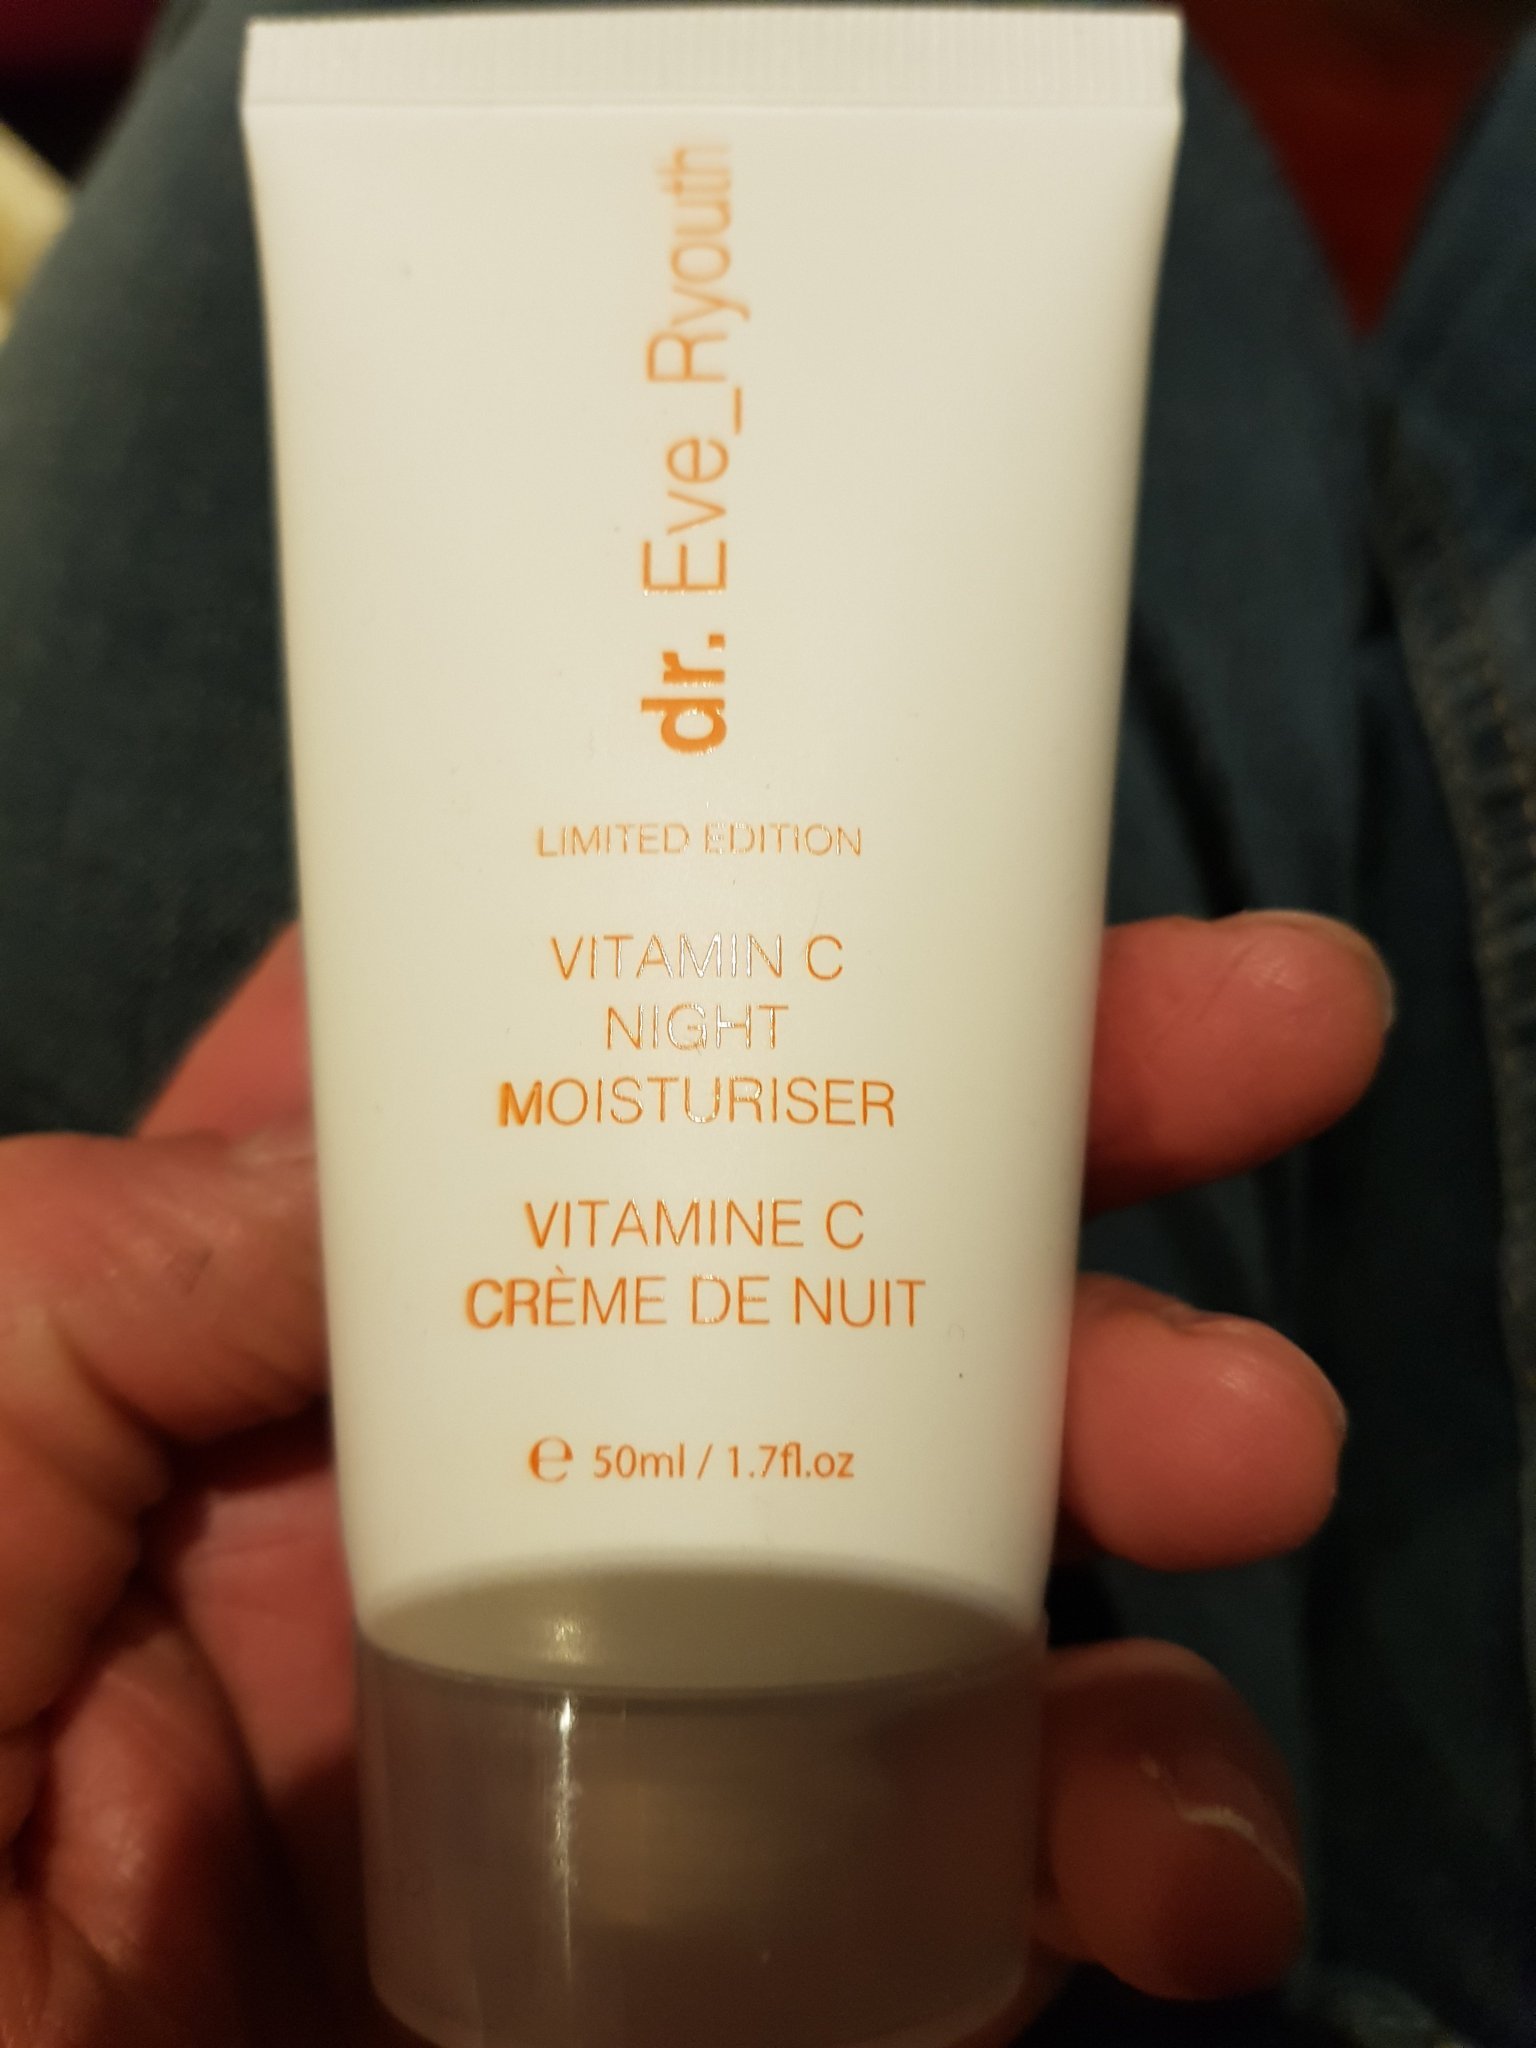 dr. Eve_Ryouth
LIMITED EDITION
VITAMIN C
NIGHT
MOISTURISER
VITAMINE C
CRÈME DE NUIT
℮ 50ml / 1.7fl.oz